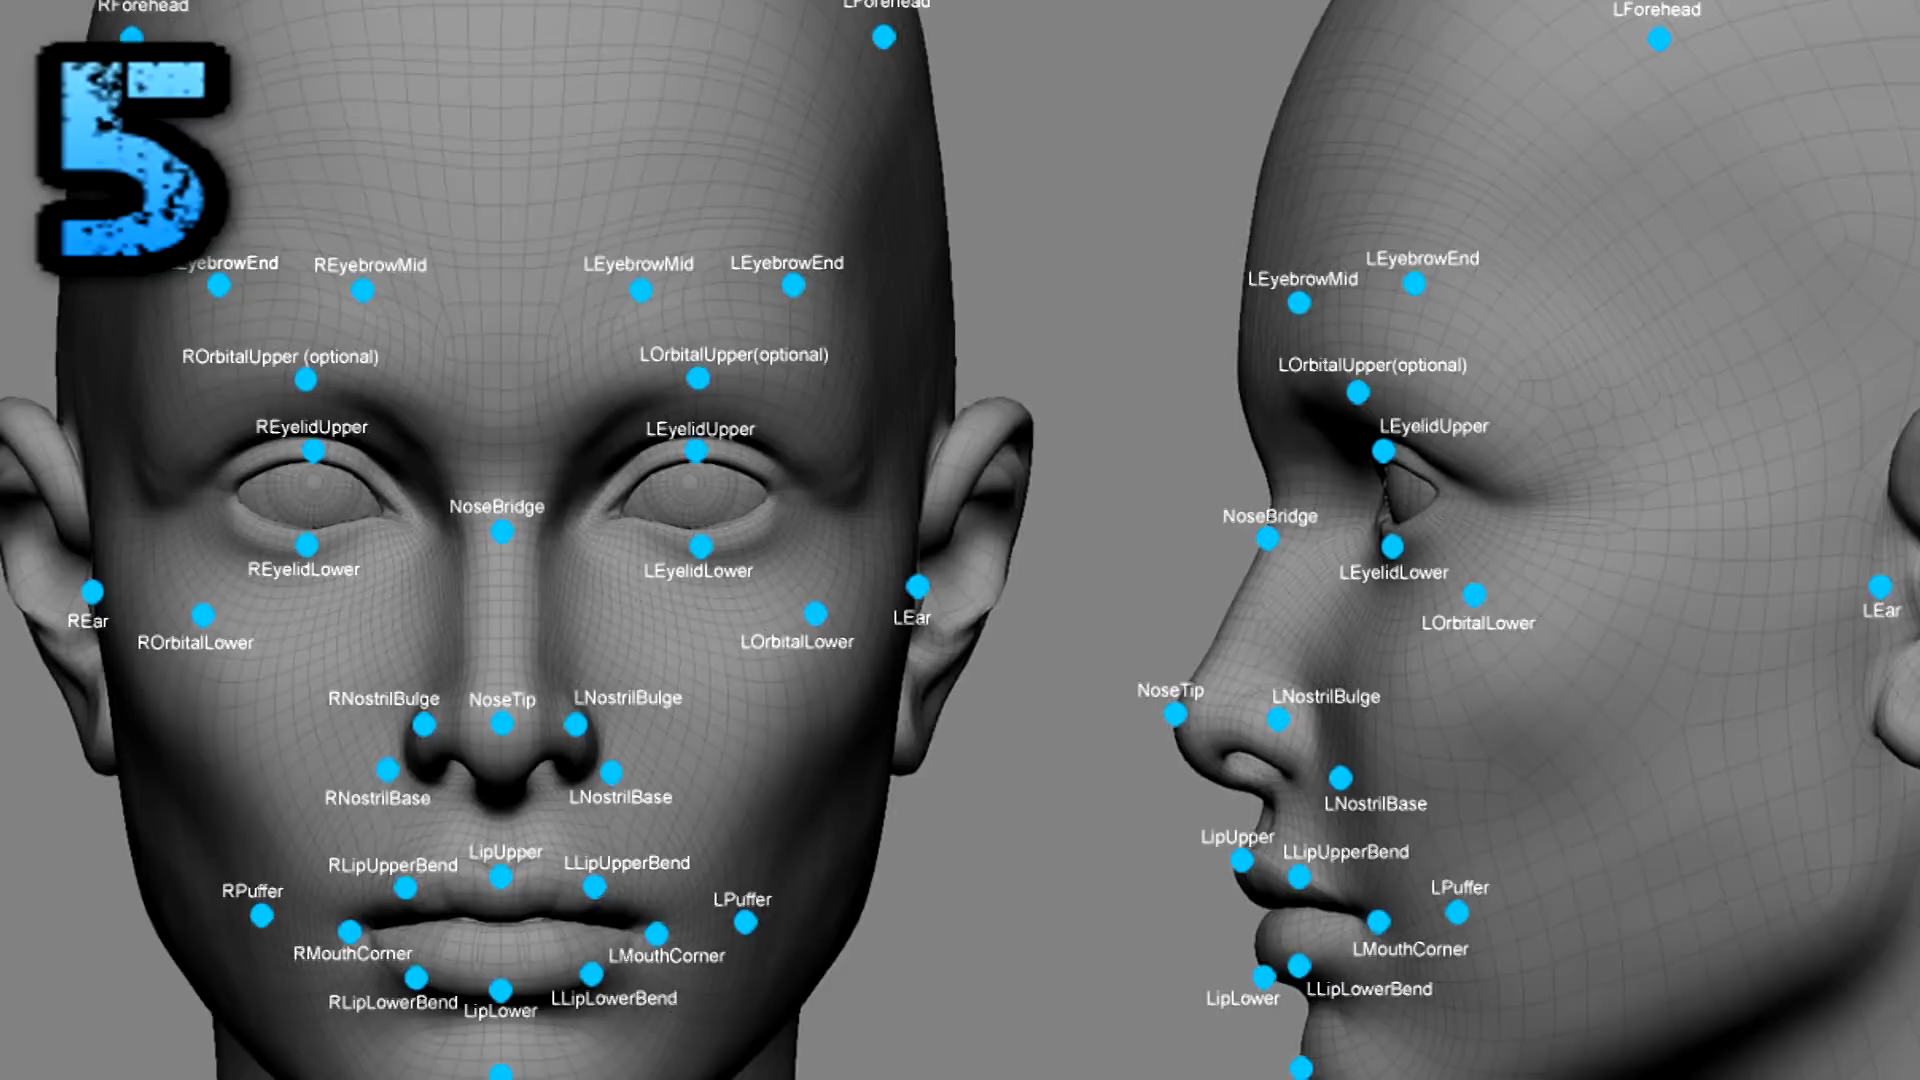 RForehead
LForehead
LForehead
5
EyebrowEnd
REyebrowMid
LEyebrowMid
LEyebrowEnd
LEyebrowMid
LEyebrowEnd
ROrbitalUpper (optional)
LOrbitalUpper(optional)
LOrbitalUpper(optional)
REyelidUpper
LEyelidUpper
LEyelidUpper
NoseBridge
NoseBridge
REyelidLower
LEyelidLower
LEyelidLower
REar
ROrbitalLower
LOrbitalLower
LEar
LOrbitalLower
LEar
RNostrilBulge
NoseTip
LNostrilBulge
NoseTip
LNostrilBulge
RNostrilBase
LNostrilBase
LNostrilBase
RLipUpperBend
LipUpper
LLipUpperBend
LipUpper
LLipUpperBend
RPuffer
LPuffer
LPuffer
RMouthCorner
LMouthCorner
LMouthCorner
RLipLowerBend
LipLower
LLipLowerBend
LipLower
LLipLowerBend